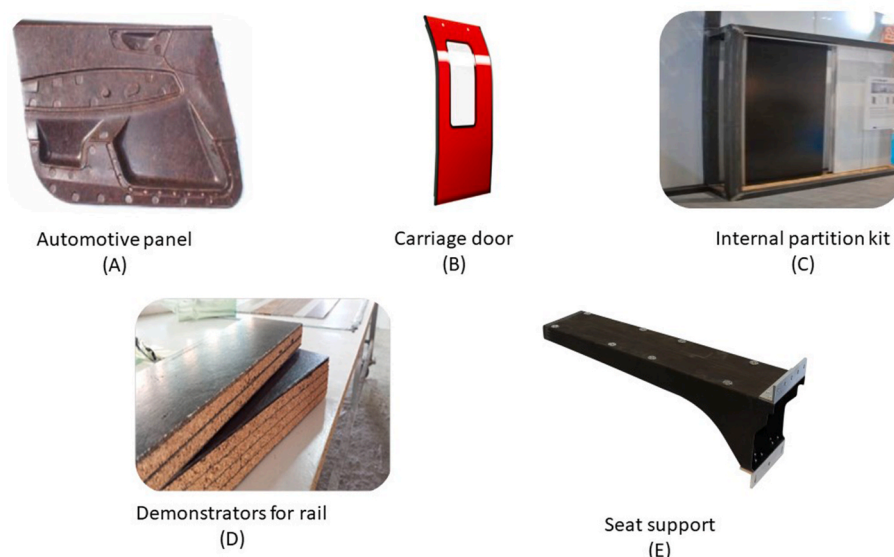 Automotive panel
(A)
Carriage door
(B)
Internal partition kit
(C)
Demonstrators for rail
(D)
Seat support
(E)